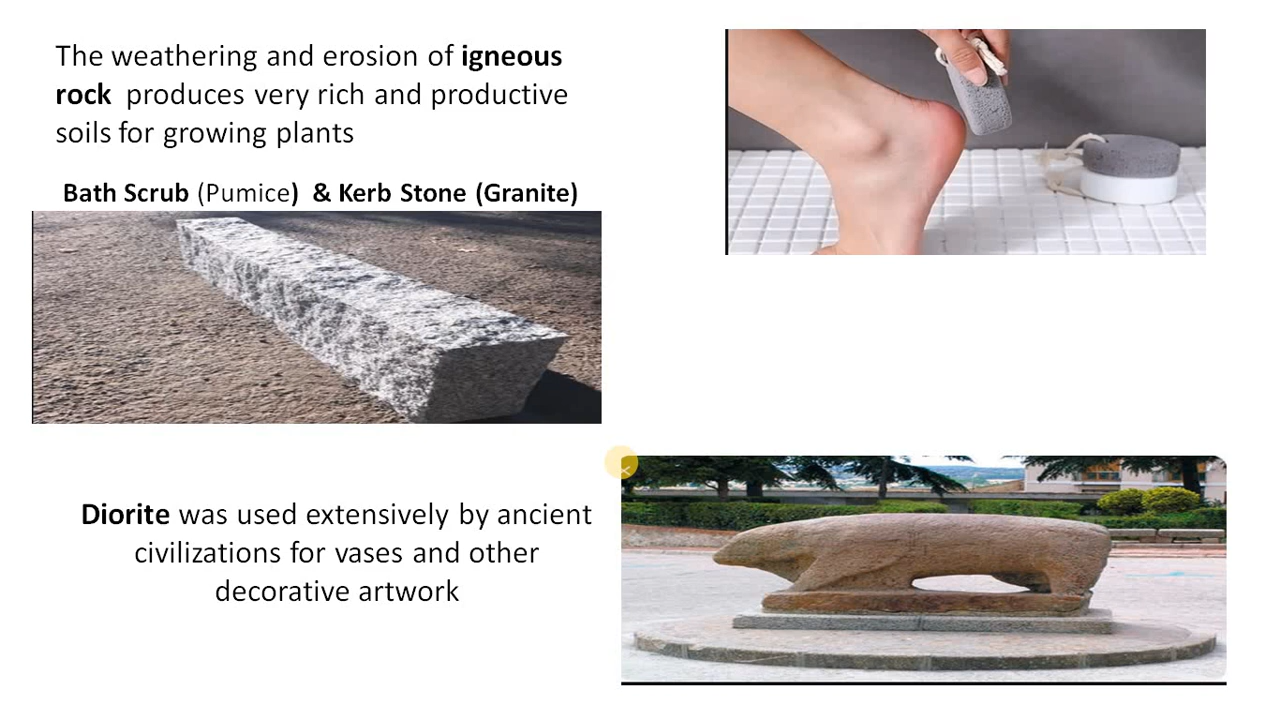 The weathering and erosion of igneous
rock produces very rich and productive
soils for growing plants
Bath Scrub (Pumice) & Kerb Stone (Granite)
Diorite was used extensively by ancient
civilizations for vases and other
decorative artwork